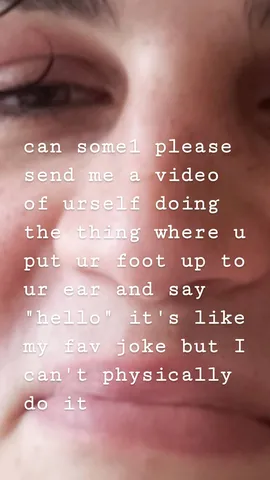 can some1 please
send me a video
of urself doing
the thing where u
put ur foot up to
ur ear and say
"hello" it's like
my fav joke but I
can't physically
do it